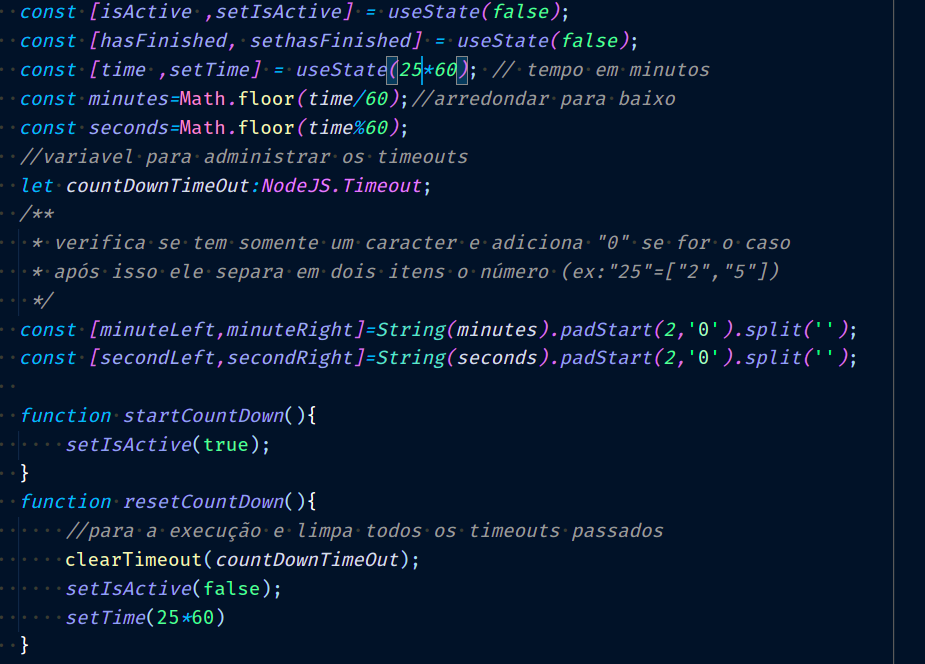 const [isActive ,setIsActive] = useState(false);
const [hasFinished, sethasFinished] = useState(false);
const [time ,setTime] = useState(25*60); // tempo em minutos
const minutes=Math.floor(time/60);//arredondar para baixo
const seconds=Math.floor(time%60);
//variavel para administrar os timeouts
let countDownTimeOut:NodeJS.Timeout;
/**
* verifica se tem somente um caracter e adiciona "0" se for o caso
* após isso ele separa em dois itens o número (ex:"25"=["2","5"])
*/
const [minuteLeft,minuteRight]=String(minutes).padStart(2,'0').split('');
const [secondLeft,secondRight]=String(seconds).padStart(2,'0').split('');
function startCountDown(){
setIsActive(true);
}
function resetCountDown(){
//para a execução e limpa todos os timeouts passados
clearTimeout(countDownTimeOut);
setIsActive(false);
setTime(25*60)
}